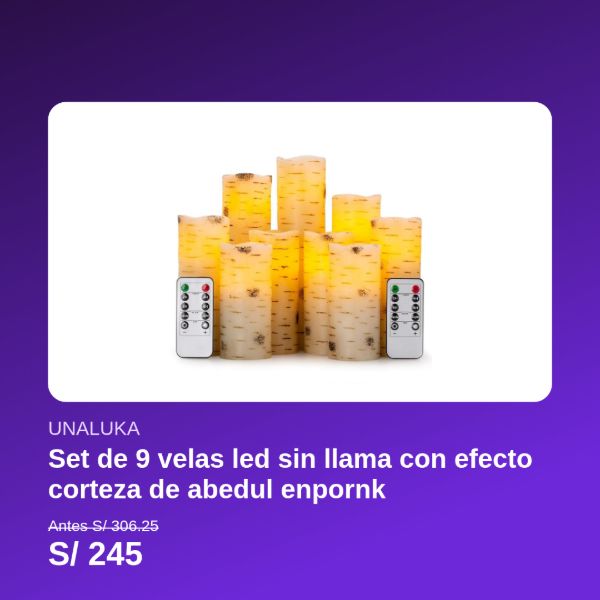 UNALUKA
Set de 9 velas led sin llama con efecto
corteza de abedul enpornk
Antes S/ 306.25
S/ 245